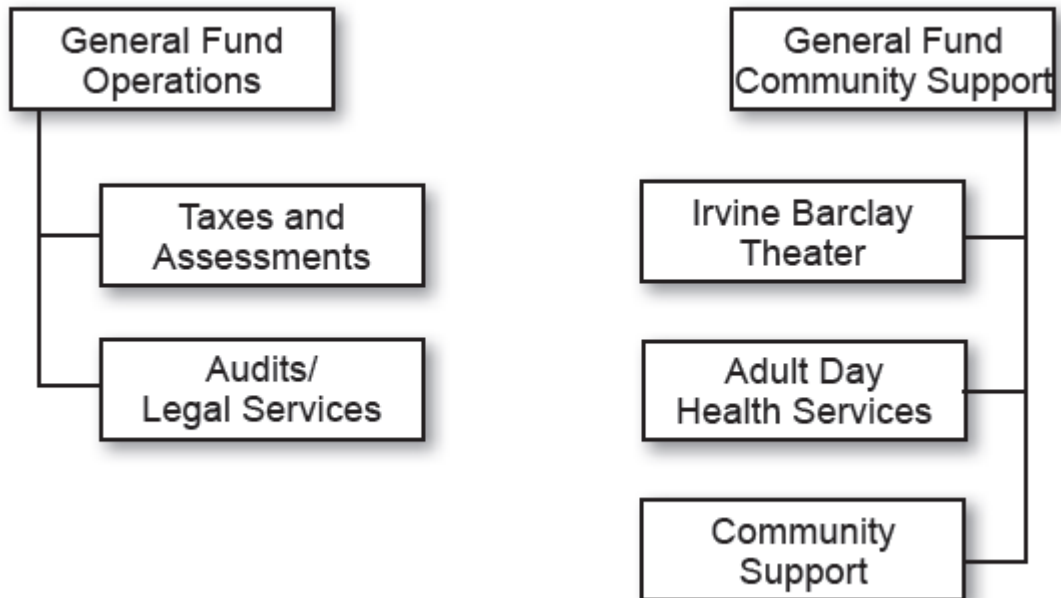 General Fund
Operations
Taxes and
Assessments
Audits/
Legal Services
General Fund
Community Support
Irvine Barclay
Theater
Adult Day
Health Services
Community
Support